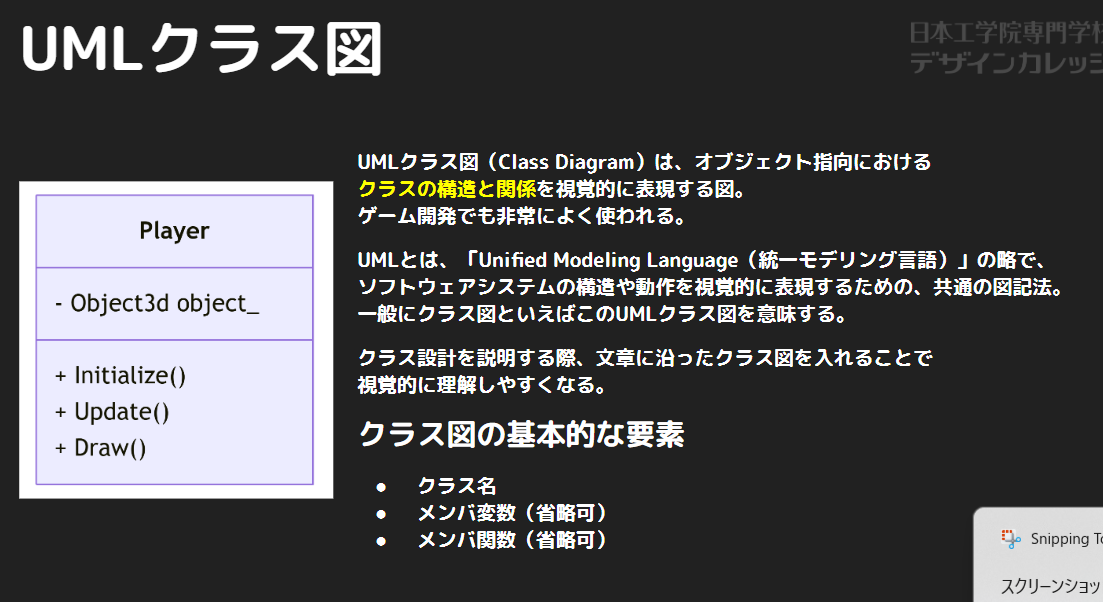 UMLクラス図
日本工学院専門学校
デザインカレッジ
Player
- Object3d object_
+ Initialize()
+ Update()
+ Draw()
UMLクラス図（Class Diagram）は、オブジェクト指向における
クラスの構造と関係を視覚的に表現する図。
ゲーム開発でも非常によく使われる。
UMLとは、「Unified Modeling Language（統一モデリング言語）」の略で、
ソフトウェアシステムの構造や動作を視覚的に表現するための、共通の図記法。
一般にクラス図といえばこのUMLクラス図を意味する。
クラス設計を説明する際、文章に沿ったクラス図を入れることで
視覚的に理解しやすくなる。
クラス図の基本的な要素
● クラス名
● メンバ変数（省略可）
● メンバ関数（省略可）
Snipping To
スクリーンショッ